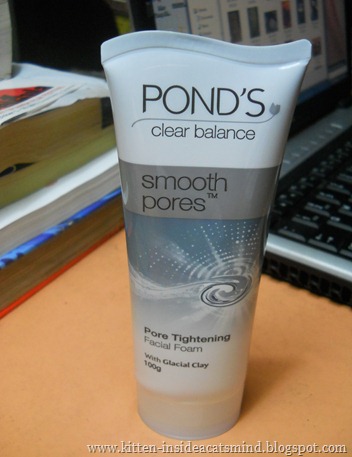 POND'S
clear balance
smooth
pores™
Pore Tightening
Facial Foam
With Glacial Clay
100g
www.kitten-insideacatsmind.blogspot.com